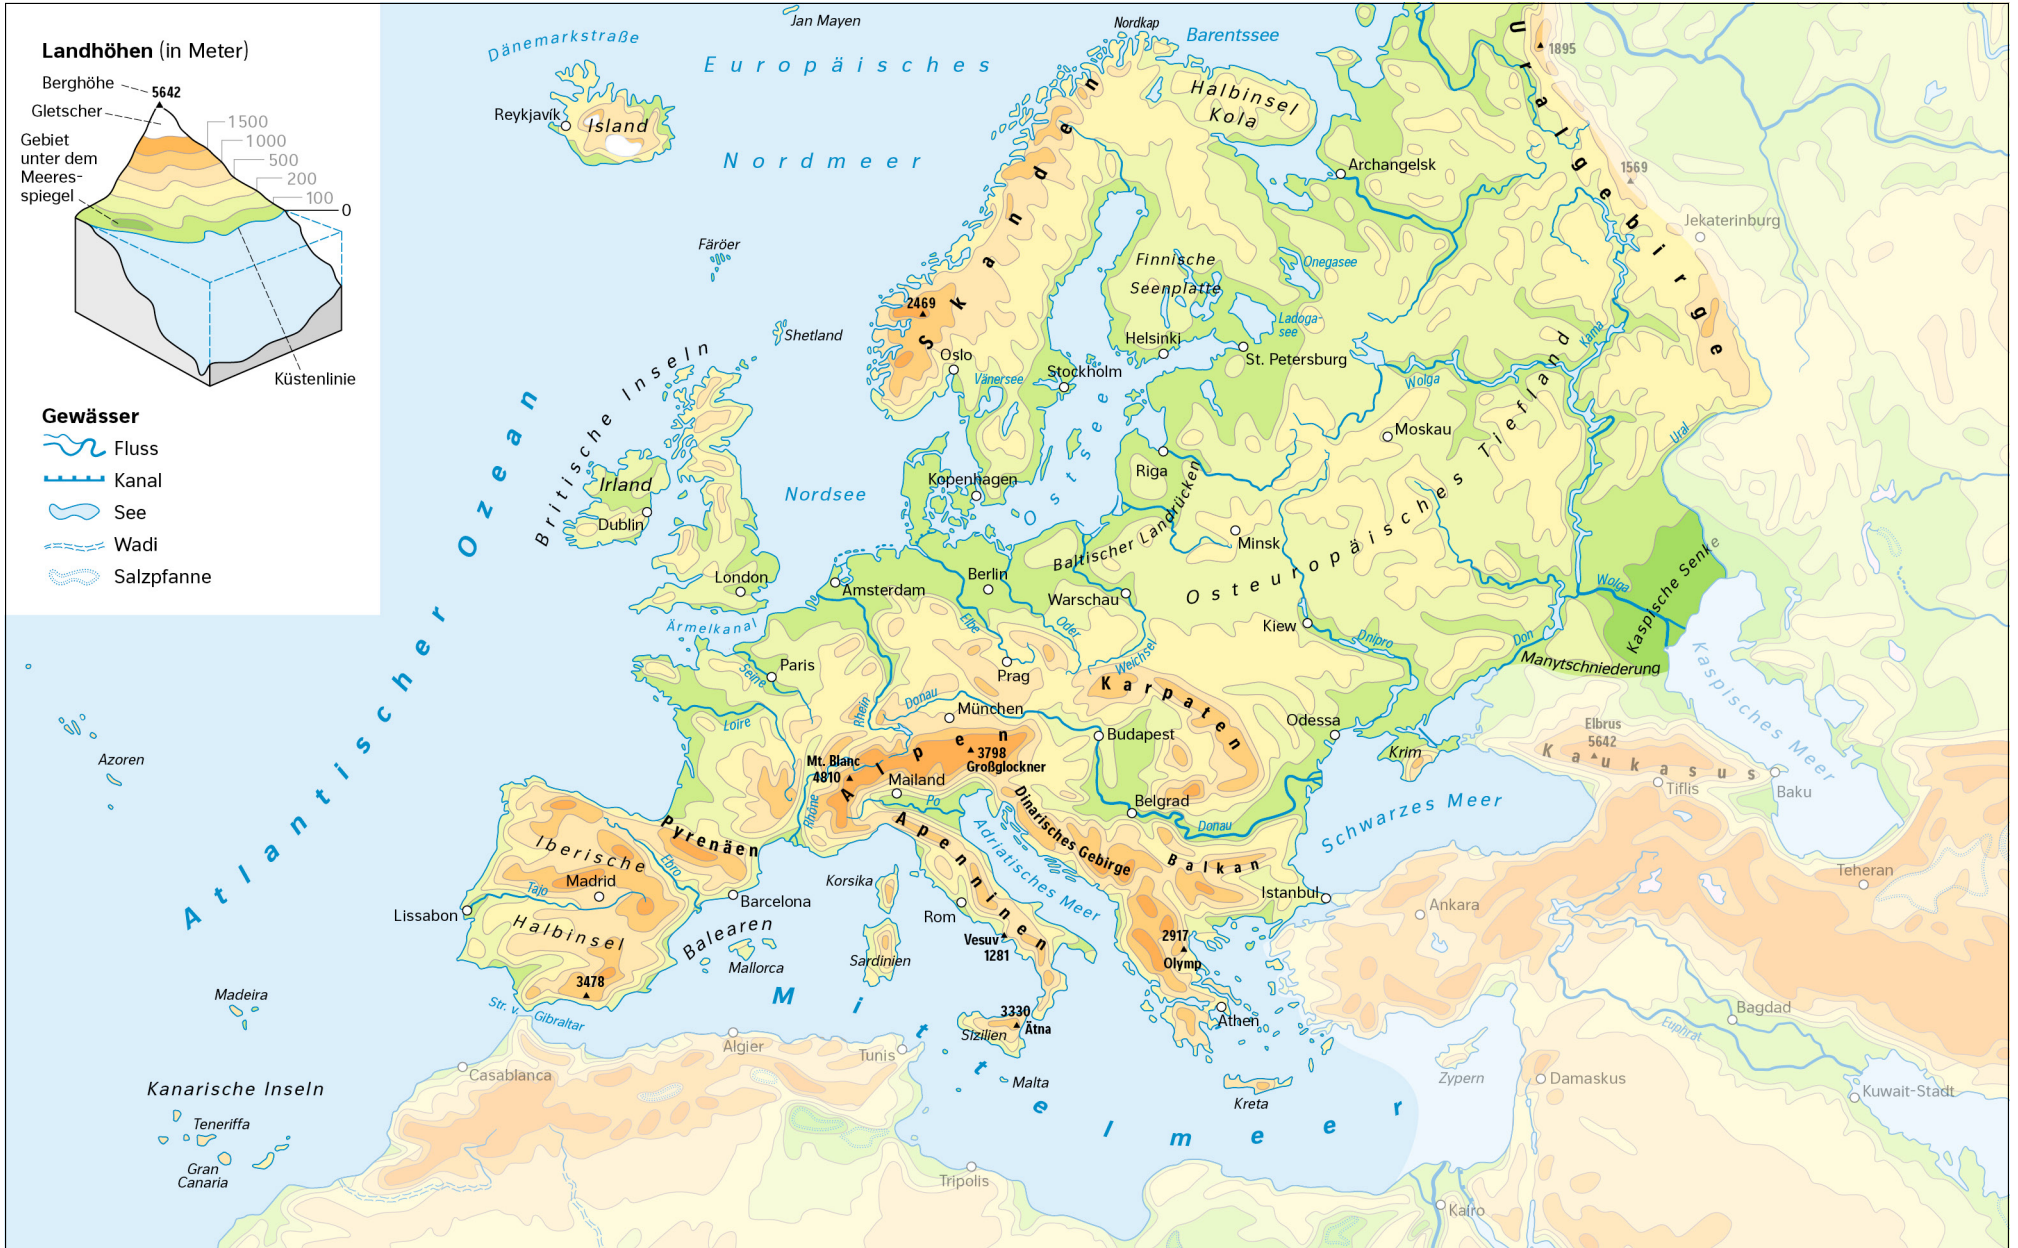 Landhöhen (in Meter)
Berghöhe
5642
Gletscher
1500
1000
500
200
100
0
Gebiet
unter dem
Meeres-
spiegel
Küstenlinie
Gewässer
Fluss
Kanal
See
Wadi
Salzpfanne
Jan Mayen
Nordkap
Barentssee
Dänemarkstraße
Europäisches
Nordmeer
Reykjavík
Island
Halbinsel
Kola
Archangelsk
Uralgebirge
1895
1569
Jekaterinburg
Färöer
Shetland
Skanden
2469
Finnische
Seenplatte
Onegasee
Ladoga-
see
Helsinki
St. Petersburg
Oslo
Stockholm
Vänersee
Ostsee
Kama
Wolga
Moskau
Ural
Britische Inseln
Irland
Dublin
London
Nordsee
Kopenhagen
Riga
Baltischer Landrücken
Minsk
Osteuropäisches Tiefland
Kaspische Senke
Wolga
Atlantischer Ozean
Ärmelkanal
Amsterdam
Berlin
Elbe
Oder
Warschau
Weichsel
Kiew
Dnipro
Don
Manytschniederung
Kaspisches Meer
Paris
Seine
Loire
Rhein
Prag
Donau
München
Karpaten
Budapest
Odessa
Krim
Elbrus
5642
Kaukasus
Tiflis
Baku
Teheran
Azoren
Mt. Blanc
4810
Alpen
3798
Großglockner
Mailand
Po
Rhône
Belgrad
Donau
Schwarzes Meer
Dinarisches Gebirge
Adriatisches Meer
Balkan
Istanbul
Ankara
Pyrenäen
Iberische
Halbinsel
Ebro
Madrid
Tajo
Lissabon
Barcelona
Balearen
Mallorca
Korsika
Sardinien
Apenninen
Rom
Vesuv
1281
2917
Olymp
3478
Str. v. Gibraltar
Madeira
Mittelmeer
3330
Ätna
Sizilien
Athen
Bagdad
Euphrat
Algier
Tunis
Casablanca
Malta
Kreta
Zypern
Damaskus
Kuwait-Stadt
Kanarische Inseln
Teneriffa
Gran
Canaria
Tripolis
Kairo